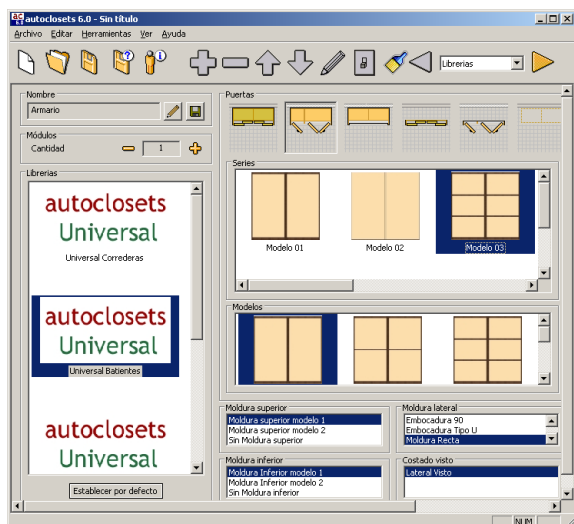 autoclosets 6.0 - Sin título
Archivo Editar Herramientas Ver Ayuda
Librerias
Nombre
Armario
Módulos
Cantidad 1
Librerias
autoclosets
Universal
Universal Correderas
autoclosets
Universal
Universal Batientes
autoclosets
Universal
Establecer por defecto
Puertas
Series
Modelo 01 Modelo 02 Modelo 03
Modelos
Moldura superior
Moldura superior modelo 1
Moldura superior modelo 2
Sin Moldura superior
Moldura lateral
Embocadura 90
Embocadura Tipo U
Moldura Recta
Moldura inferior
Moldura Inferior modelo 1
Moldura Inferior modelo 2
Sin Moldura inferior
Costado visto
Lateral Visto
NUM